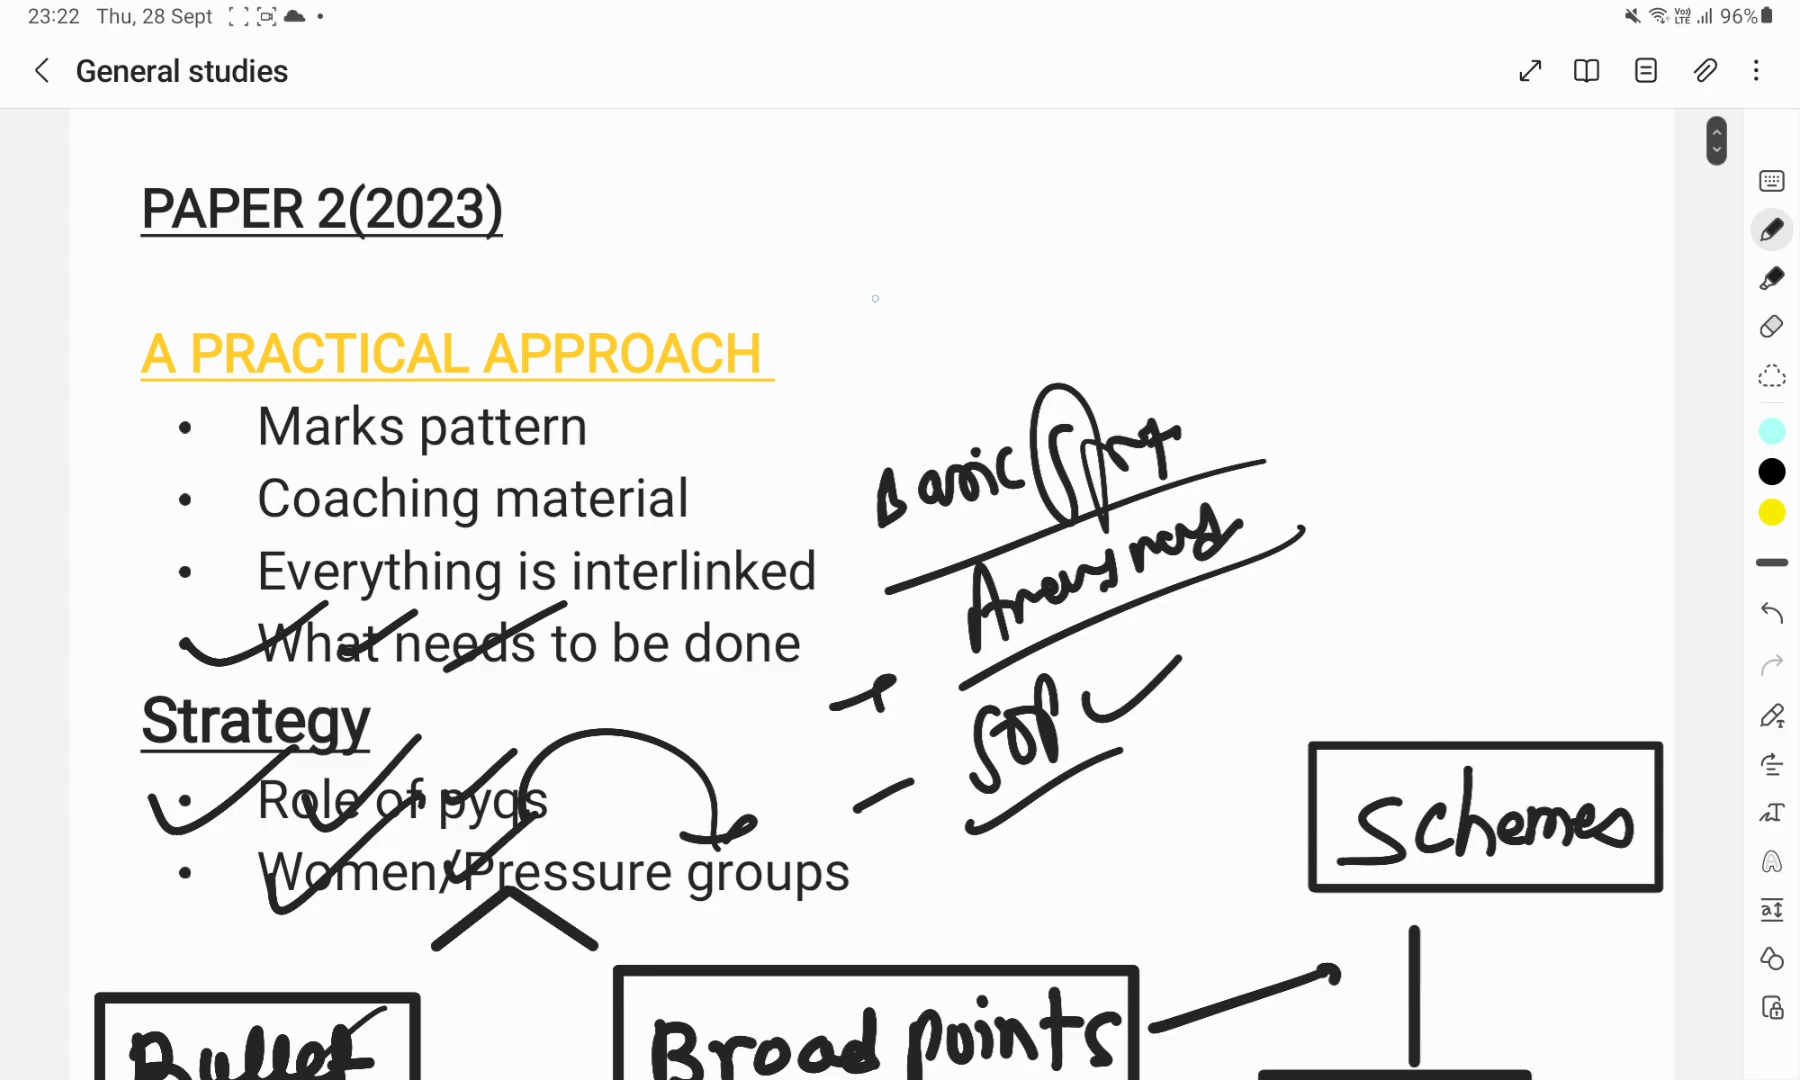 23:22 Thu, 28 Sept
96%
General studies
PAPER 2(2023)
A PRACTICAL APPROACH
• Marks pattern
• Coaching material
• Everything is interlinked
• What needs to be done
Basic
SOP
Strategy
• Role of pyqs
• Women/Pressure groups
Schemes
Bullet
Broad points